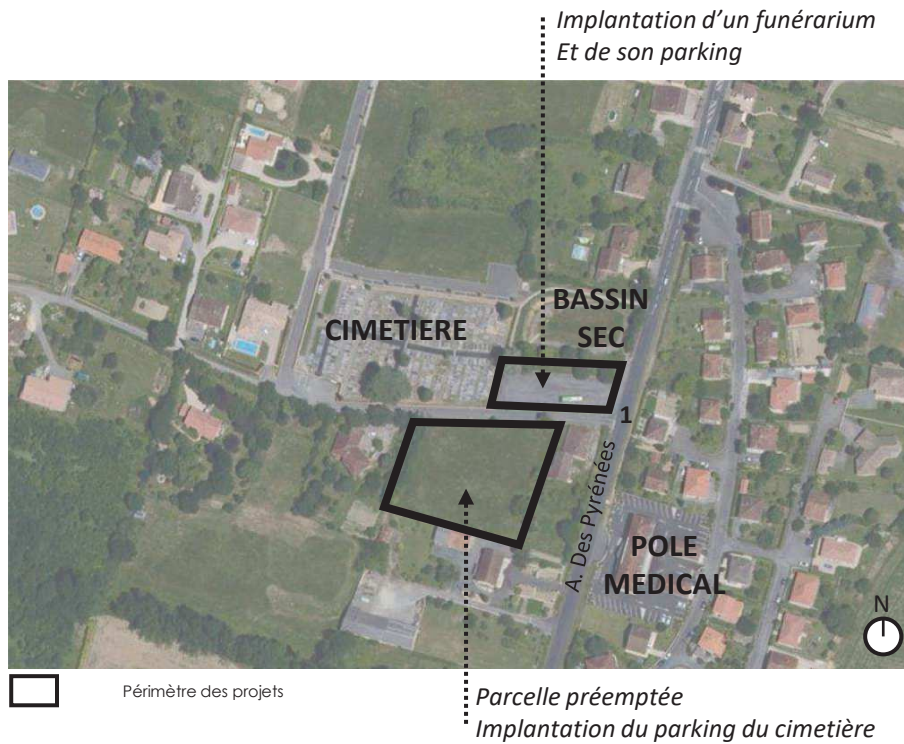 Implantation d’un funérarium
Et de son parking
BASSIN
SEC
CIMETIERE
1
A. Des Pyrénées
POLE
MEDICAL
N
Périmètre des projets
Parcelle préemptée
Implantation du parking du cimetière